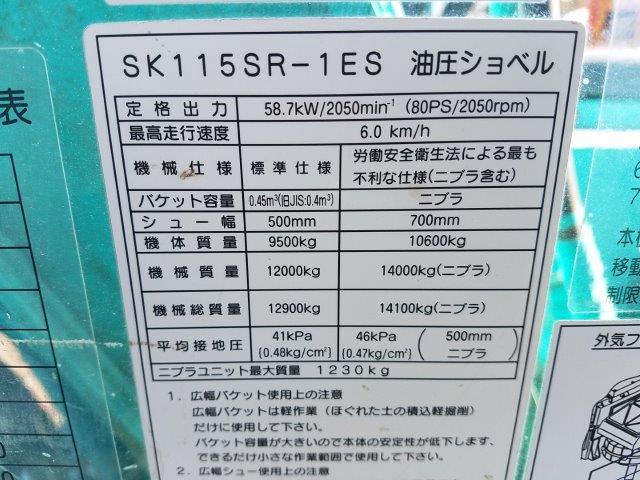 表
SK115SR-1ES 油圧ショベル
定格出力 58.7kW/2050min⁻¹ (80PS/2050rpm)
最高走行速度 6.0 km/h
機械仕様 標準仕様 労働安全衛生法による最も
不利な仕様(ニブラ含む)
バケット容量 0.45m³(旧JIS:0.4m³) ニブラ
シュー幅 500mm 700mm
機体質量 9500kg 10600kg
機械質量 12000kg 14000kg(ニブラ)
機械総質量 12900kg 14100kg(ニブラ)
平均接地圧 41kPa 46kPa ( 500mm
{0.48kg/cm²} {0.47kg/cm²} ニブラ )
ニブラユニット最大質量 1230kg
1．広幅バケット使用上の注意
広幅バケットは軽作業（ほぐれた土の積込軽掘削）
だけに使用して下さい。
バケット容量が大きいので本体の安定性が低下します、
できるだけ小さな作業範囲で使用して下さい。
2．広幅シュー使用上の注意
6
7
本機
移動
制限
外気フ